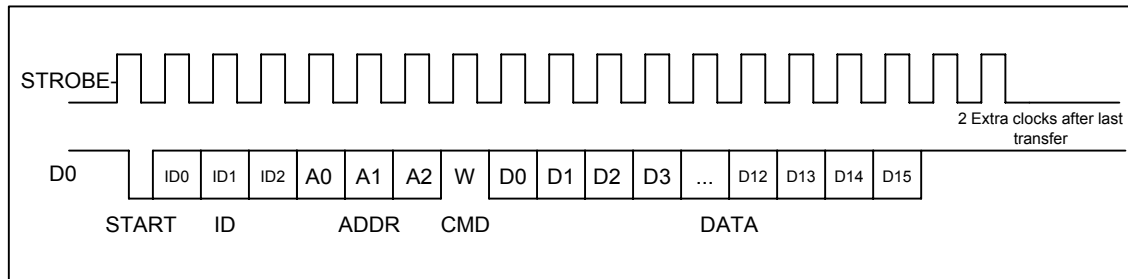 STROBE-
2 Extra clocks after last
transfer
D0 ID0 ID1 ID2 A0 A1 A2 W D0 D1 D2 D3 ... D12 D13 D14 D15
START ID ADDR CMD DATA